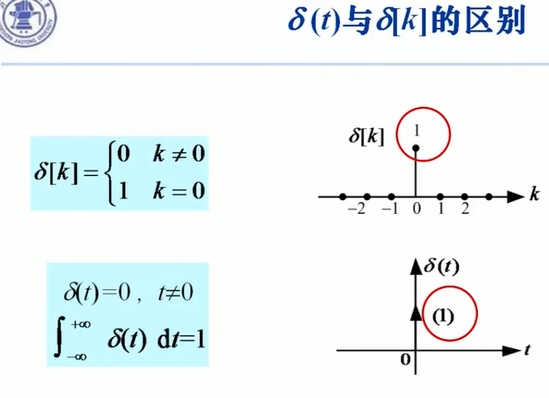 δ(t)与δ[k]的区别
δ[k]={0 k≠0
1 k=0
δ[k]
1
k
−2 −1 0 1 2
δ(t)=0 , t≠0
∫−∞+∞ δ(t) dt=1
δ(t)
(1)
0
t